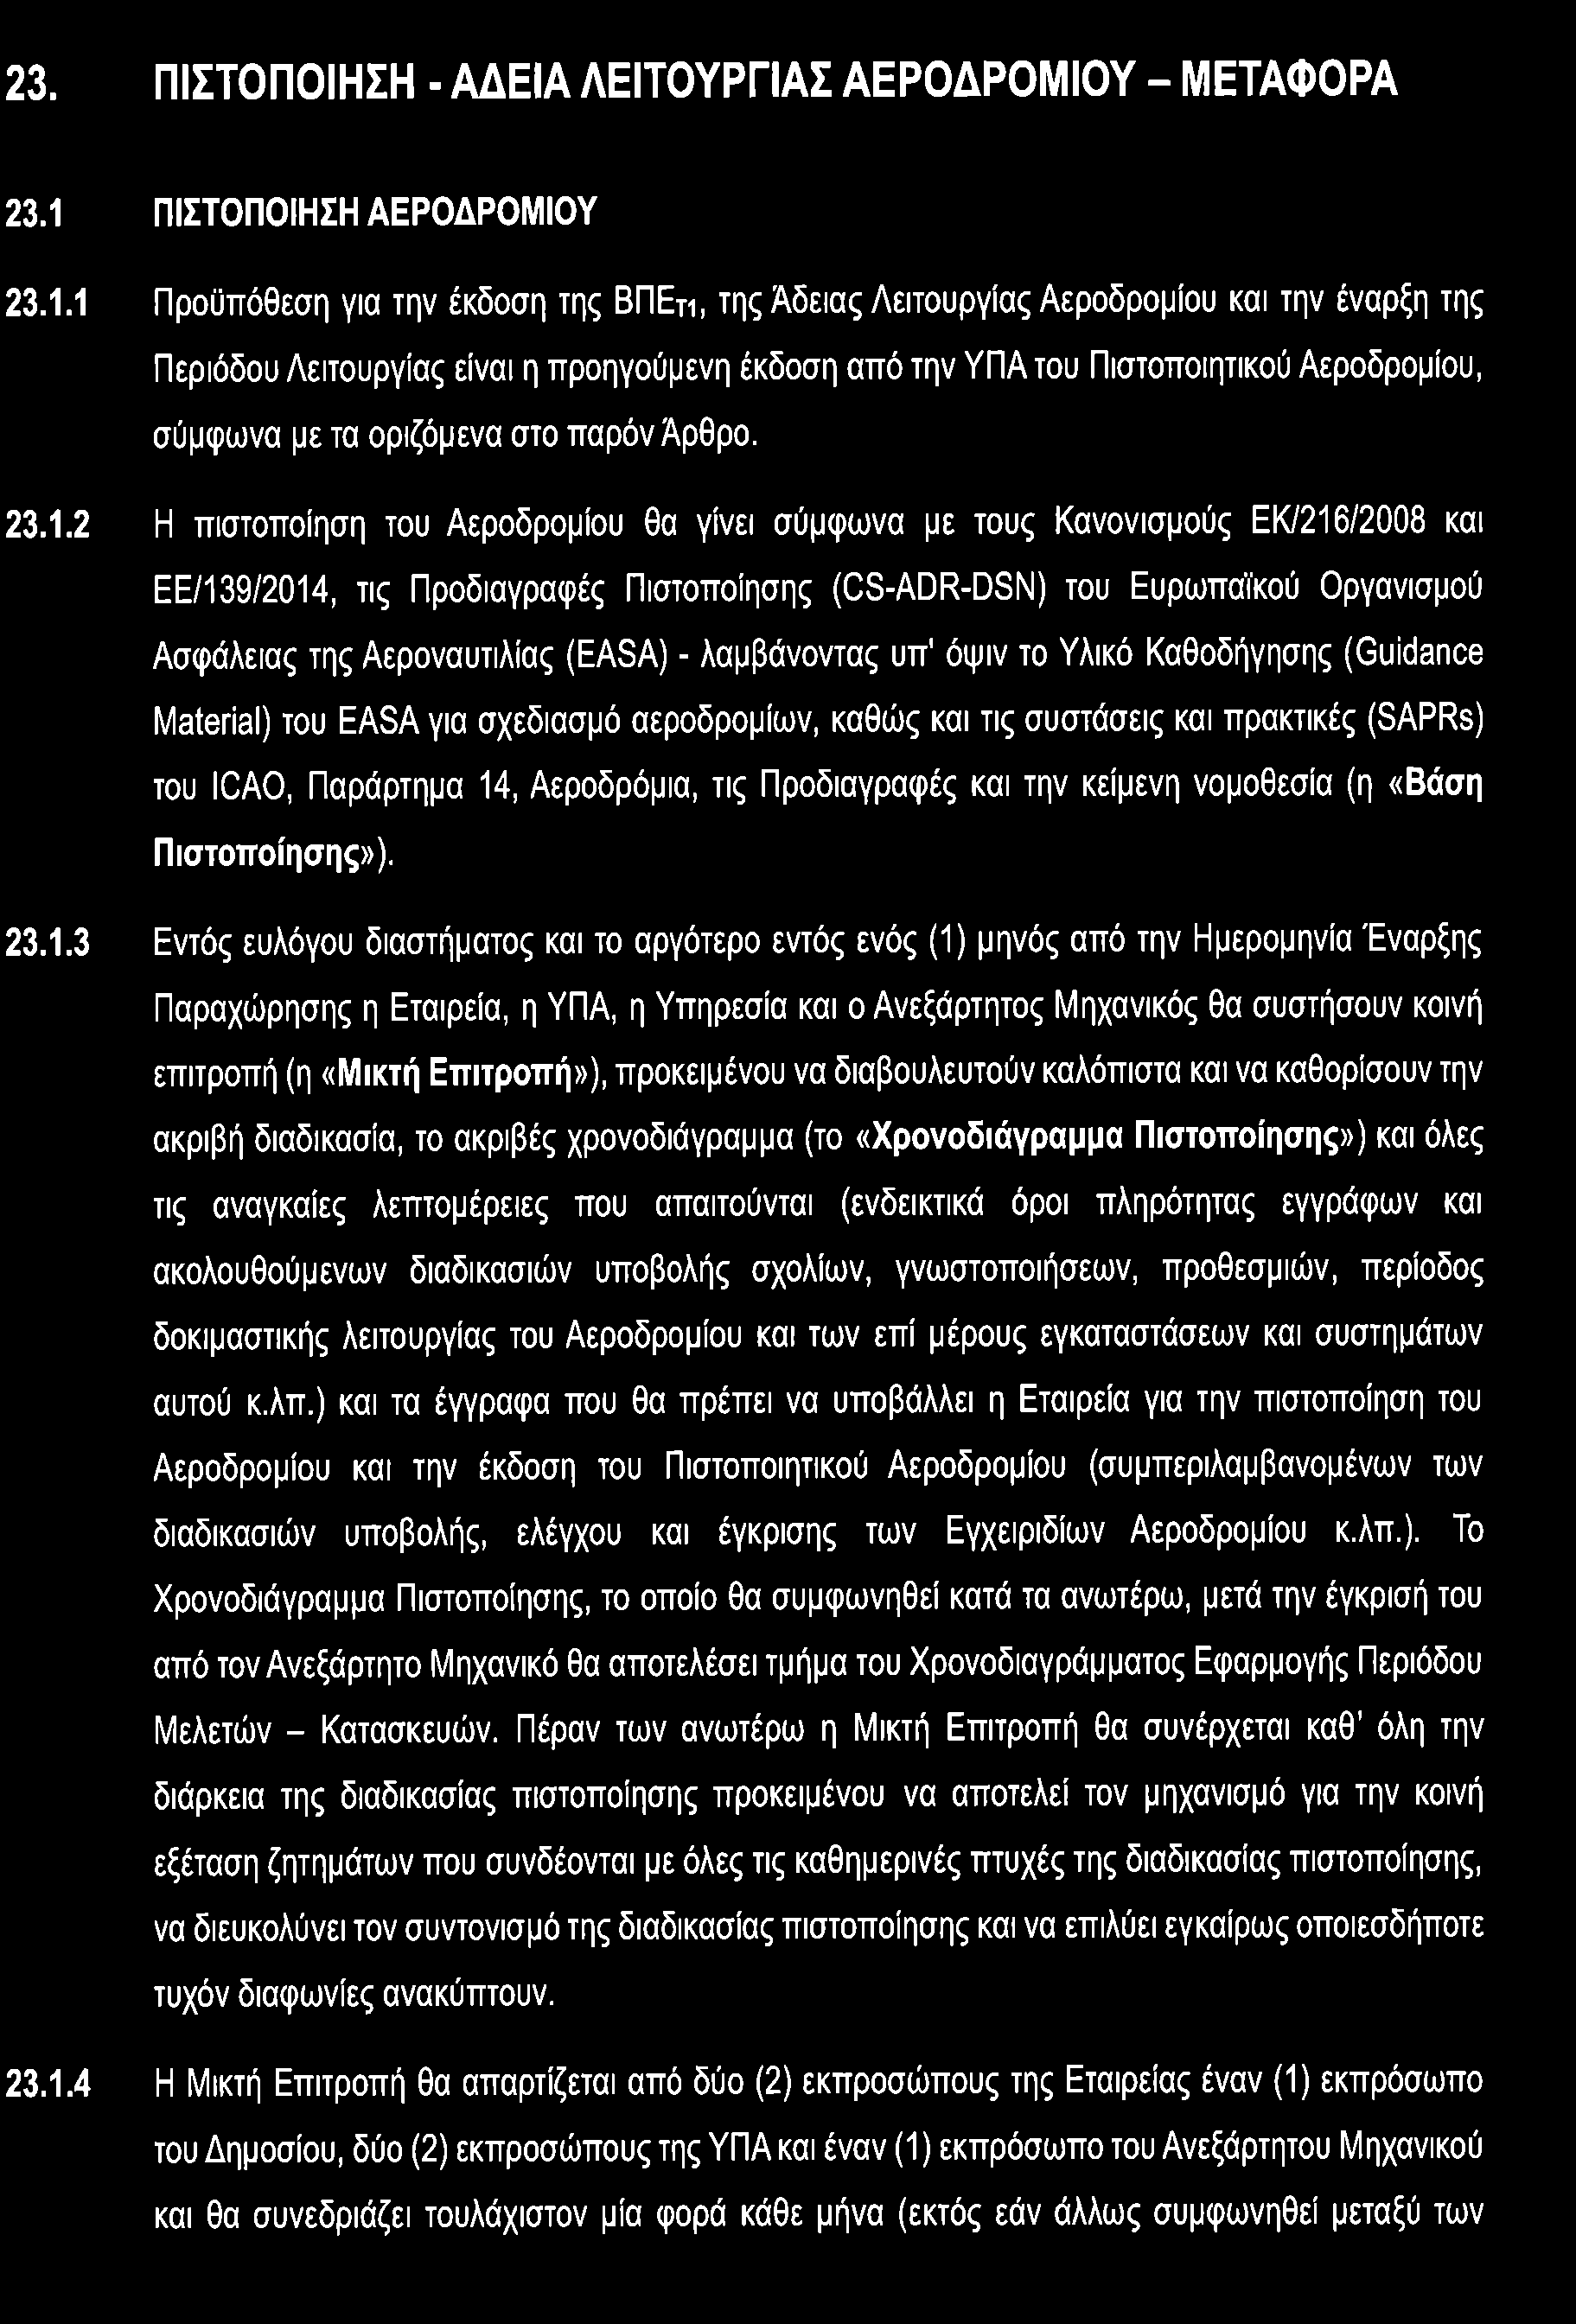 23. ΠΙΣΤΟΠΟΙΗΣΗ - ΑΔΕΙΑ ΛΕΙΤΟΥΡΓΙΑΣ ΑΕΡΟΔΡΟΜΙΟΥ – ΜΕΤΑΦΟΡΑ
23.1 ΠΙΣΤΟΠΟΙΗΣΗ ΑΕΡΟΔΡΟΜΙΟΥ
23.1.1 Προϋπόθεση για την έκδοση της ΒΠΕT1, της Άδειας Λειτουργίας Αεροδρομίου και την έναρξη της
Περιόδου Λειτουργίας είναι η προηγούμενη έκδοση από την ΥΠΑ του Πιστοποιητικού Αεροδρομίου,
σύμφωνα με τα οριζόμενα στο παρόν Άρθρο.
23.1.2 Η πιστοποίηση του Αεροδρομίου θα γίνει σύμφωνα με τους Κανονισμούς ΕΚ/216/2008 και
ΕΕ/139/2014, τις Προδιαγραφές Πιστοποίησης (CS-ADR-DSN) του Ευρωπαϊκού Οργανισμού
Ασφάλειας της Αεροναυτιλίας (EASA) - λαμβάνοντας υπ' όψιν το Υλικό Καθοδήγησης (Guidance
Material) του EASA για σχεδιασμό αεροδρομίων, καθώς και τις συστάσεις και πρακτικές (SAPRs)
του ICAO, Παράρτημα 14, Αεροδρόμια, τις Προδιαγραφές και την κείμενη νομοθεσία (η «Βάση
Πιστοποίησης»).
23.1.3 Εντός ευλόγου διαστήματος και το αργότερο εντός ενός (1) μηνός από την Ημερομηνία Έναρξης
Παραχώρησης η Εταιρεία, η ΥΠΑ, η Υπηρεσία και ο Ανεξάρτητος Μηχανικός θα συστήσουν κοινή
επιτροπή (η «Μικτή Επιτροπή»), προκειμένου να διαβουλευτούν καλόπιστα και να καθορίσουν την
ακριβή διαδικασία, το ακριβές χρονοδιάγραμμα (το «Χρονοδιάγραμμα Πιστοποίησης») και όλες
τις αναγκαίες λεπτομέρειες που απαιτούνται (ενδεικτικά όροι πληρότητας εγγράφων και
ακολουθούμενων διαδικασιών υποβολής σχολίων, γνωστοποιήσεων, προθεσμιών, περίοδος
δοκιμαστικής λειτουργίας του Αεροδρομίου και των επί μέρους εγκαταστάσεων και συστημάτων
αυτού κ.λπ.) και τα έγγραφα που θα πρέπει να υποβάλλει η Εταιρεία για την πιστοποίηση του
Αεροδρομίου και την έκδοση του Πιστοποιητικού Αεροδρομίου (συμπεριλαμβανομένων των
διαδικασιών υποβολής, ελέγχου και έγκρισης των Εγχειριδίων Αεροδρομίου κ.λπ.). Το
Χρονοδιάγραμμα Πιστοποίησης, το οποίο θα συμφωνηθεί κατά τα ανωτέρω, μετά την έγκρισή του
από τον Ανεξάρτητο Μηχανικό θα αποτελέσει τμήμα του Χρονοδιαγράμματος Εφαρμογής Περιόδου
Μελετών – Κατασκευών. Πέραν των ανωτέρω η Μικτή Επιτροπή θα συνέρχεται καθ’ όλη την
διάρκεια της διαδικασίας πιστοποίησης προκειμένου να αποτελεί τον μηχανισμό για την κοινή
εξέταση ζητημάτων που συνδέονται με όλες τις καθημερινές πτυχές της διαδικασίας πιστοποίησης,
να διευκολύνει τον συντονισμό της διαδικασίας πιστοποίησης και να επιλύει εγκαίρως οποιεσδήποτε
τυχόν διαφωνίες ανακύπτουν.
23.1.4 Η Μικτή Επιτροπή θα απαρτίζεται από δύο (2) εκπροσώπους της Εταιρείας έναν (1) εκπρόσωπο
του Δημοσίου, δύο (2) εκπροσώπους της ΥΠΑ και έναν (1) εκπρόσωπο του Ανεξάρτητου Μηχανικού
και θα συνεδριάζει τουλάχιστον μία φορά κάθε μήνα (εκτός εάν άλλως συμφωνηθεί μεταξύ των